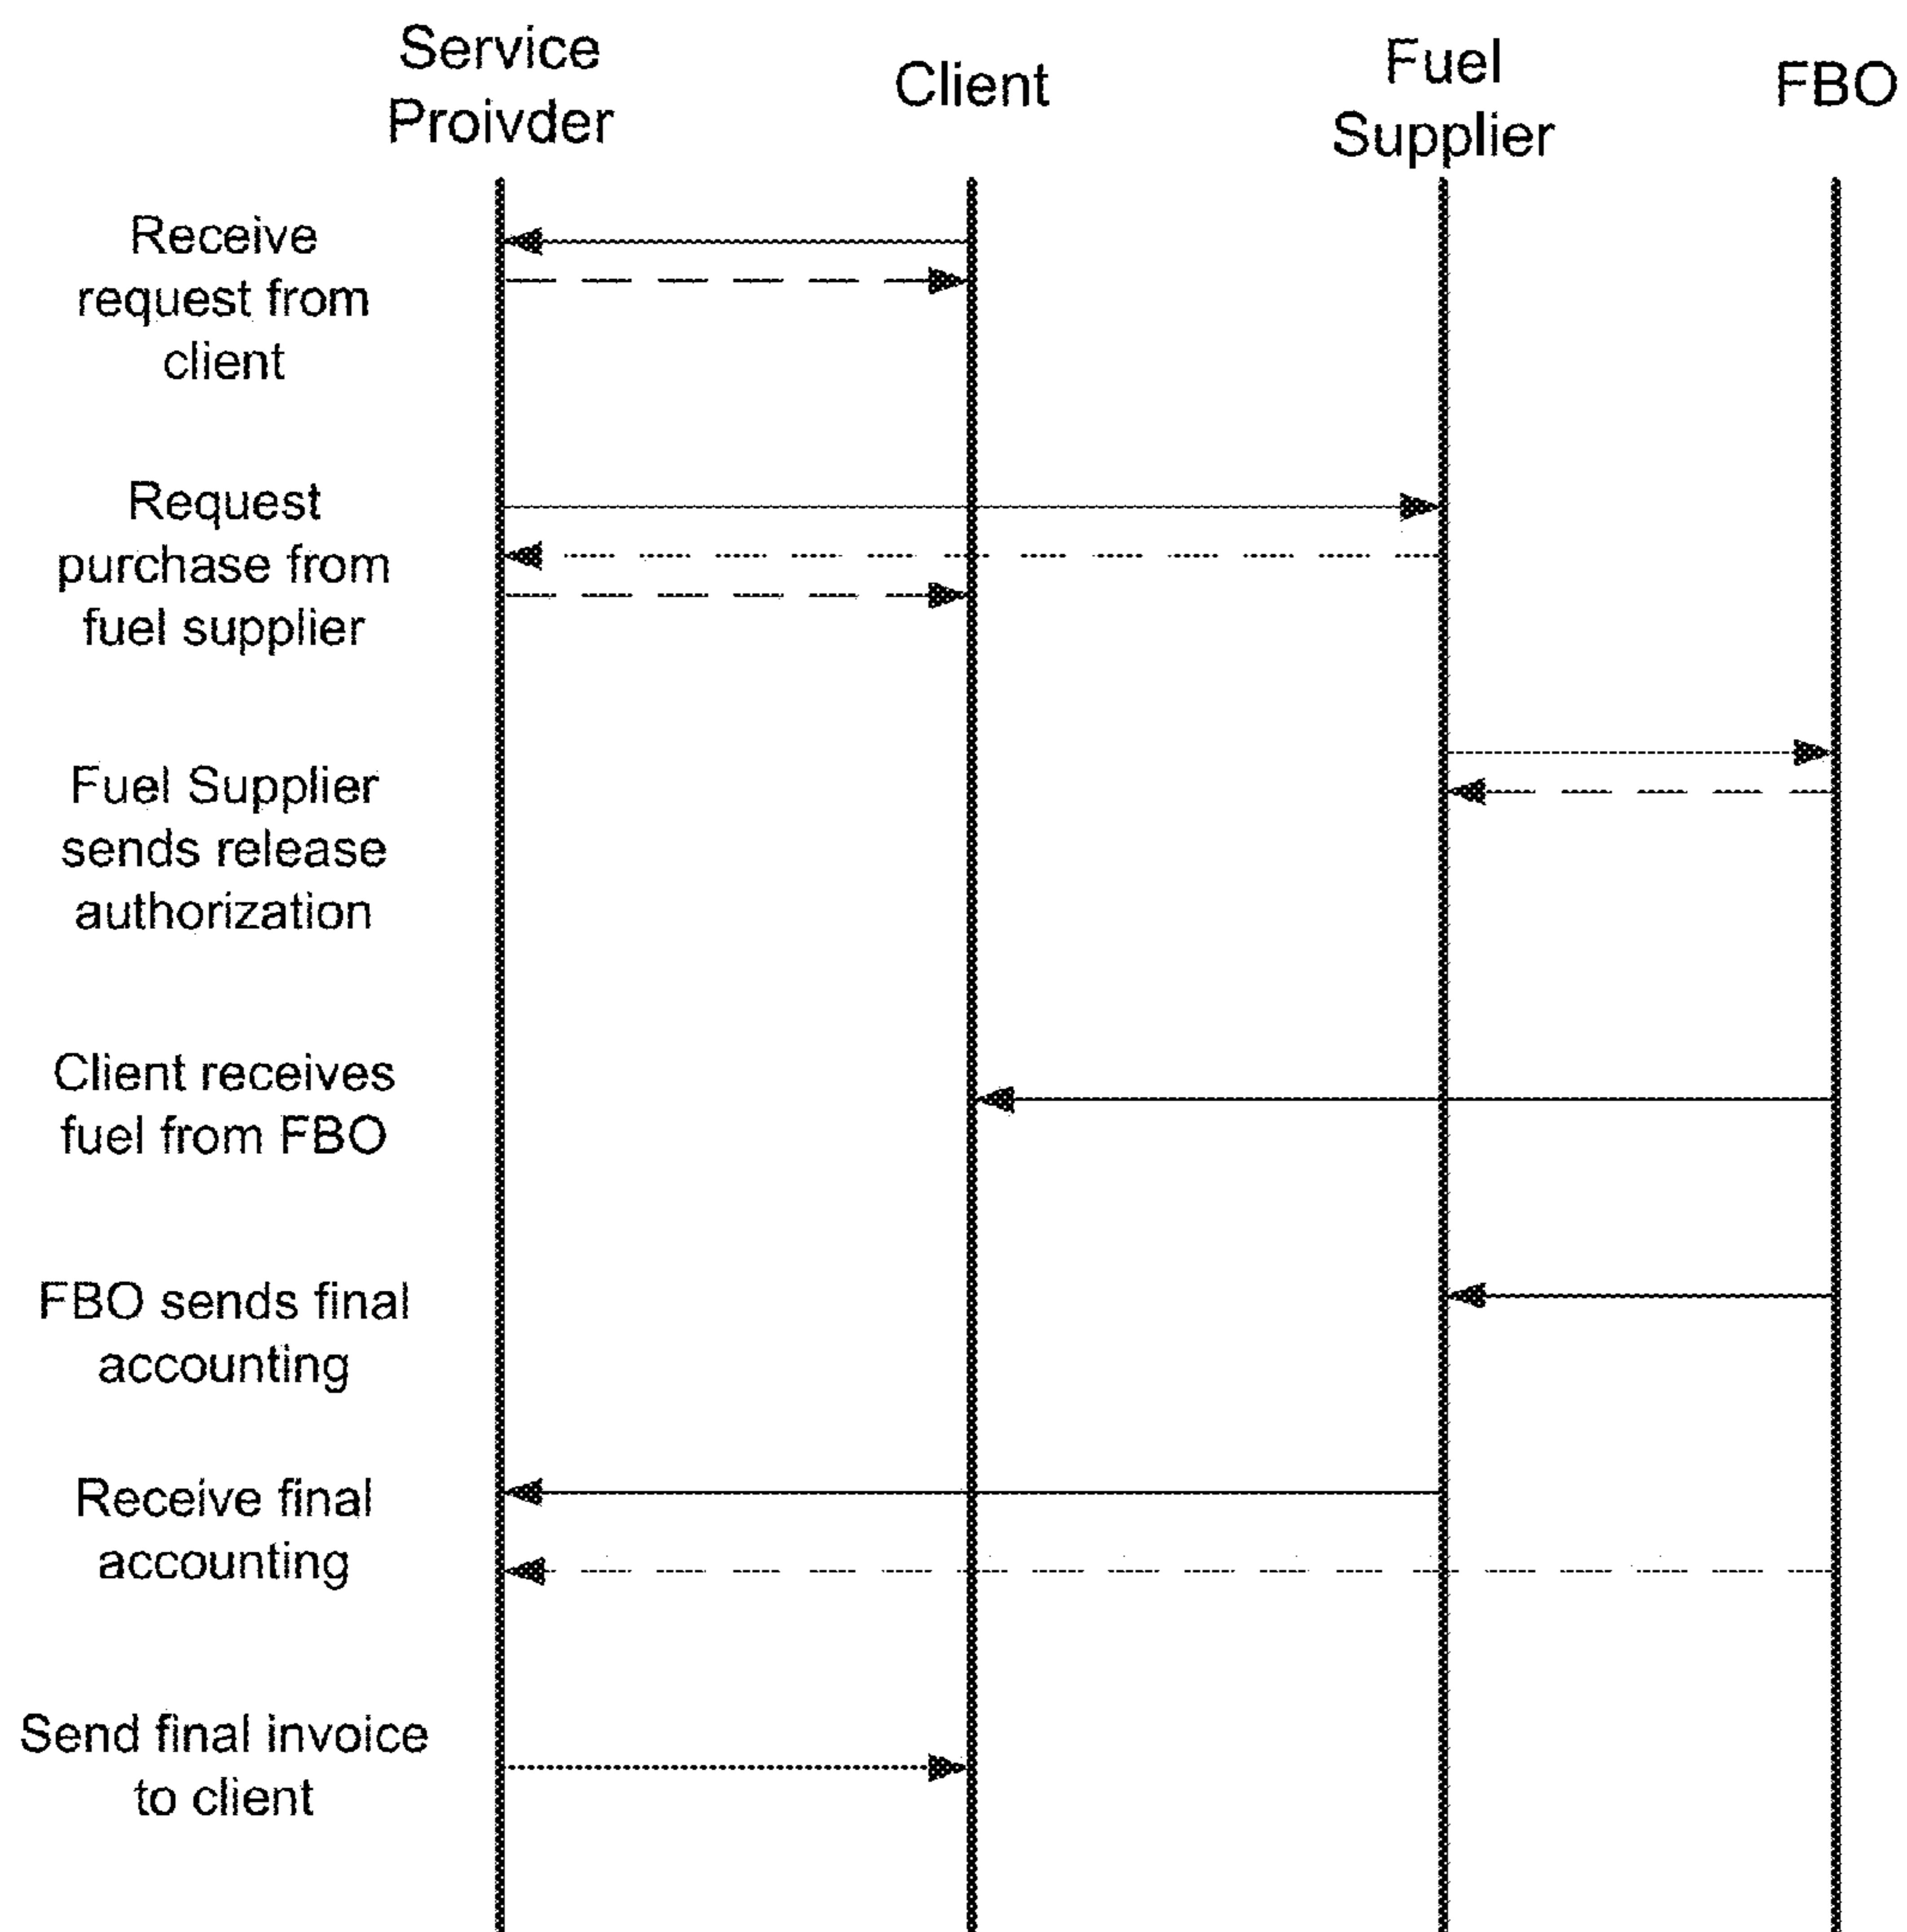 Service
Proivder
Client
Fuel
Supplier
FBO
Receive
request from
client
Request
purchase from
fuel supplier
Fuel Supplier
sends release
authorization
Client receives
fuel from FBO
FBO sends final
accounting
Receive final
accounting
Send final invoice
to client